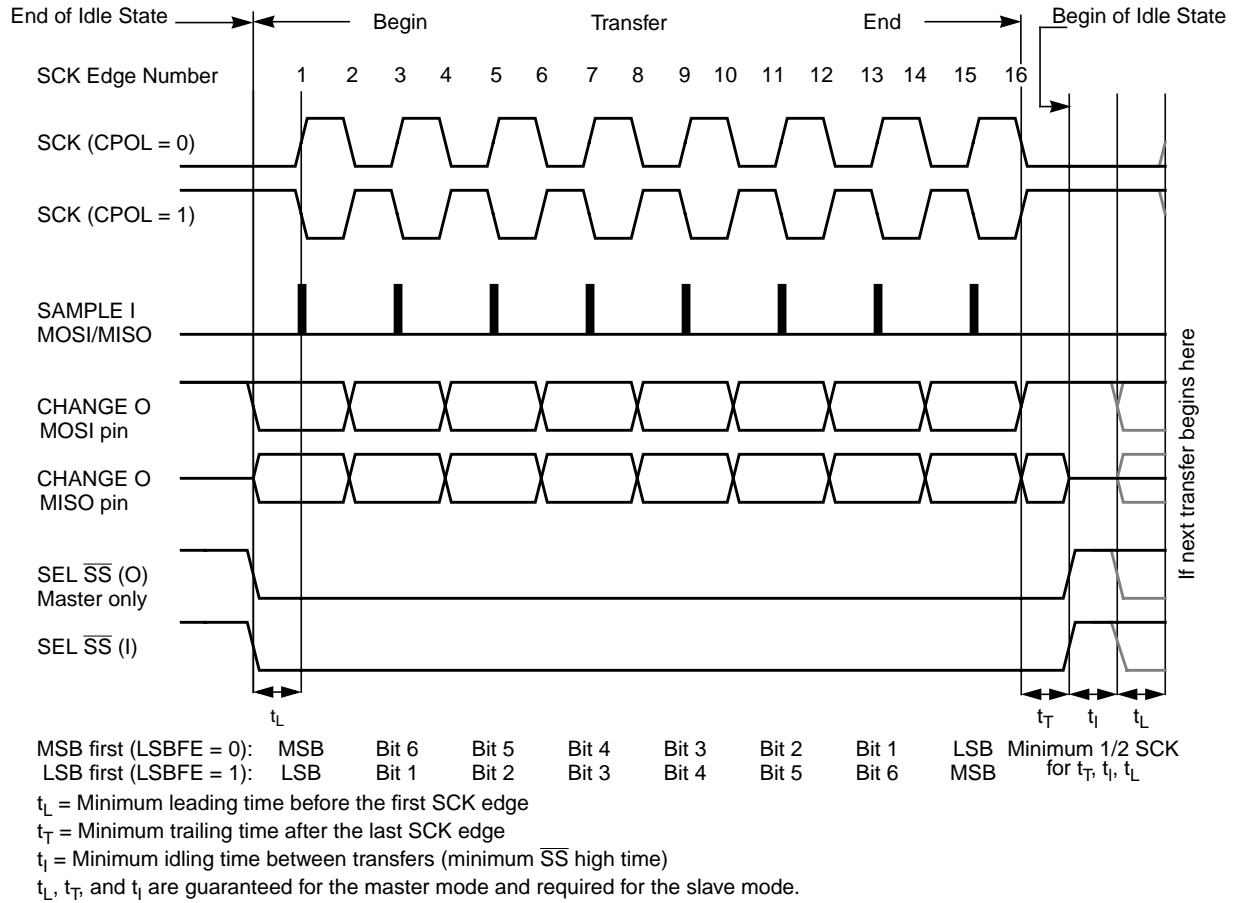 End of Idle State Begin Transfer End Begin of Idle State
SCK Edge Number 1 2 3 4 5 6 7 8 9 10 11 12 13 14 15 16
SCK (CPOL = 0)
SCK (CPOL = 1)
SAMPLE I
MOSI/MISO
CHANGE O
MOSI pin
CHANGE O
MISO pin
SEL S̅S̅ (O)
Master only
SEL S̅S̅ (I)
If next transfer begins here
tL tT tI tL
MSB first (LSBFE = 0): MSB Bit 6 Bit 5 Bit 4 Bit 3 Bit 2 Bit 1 LSB Minimum 1/2 SCK
LSB first (LSBFE = 1): LSB Bit 1 Bit 2 Bit 3 Bit 4 Bit 5 Bit 6 MSB for tT, tI, tL
tL = Minimum leading time before the first SCK edge
tT = Minimum trailing time after the last SCK edge
tI = Minimum idling time between transfers (minimum S̅S̅ high time)
tL, tT, and tI are guaranteed for the master mode and required for the slave mode.